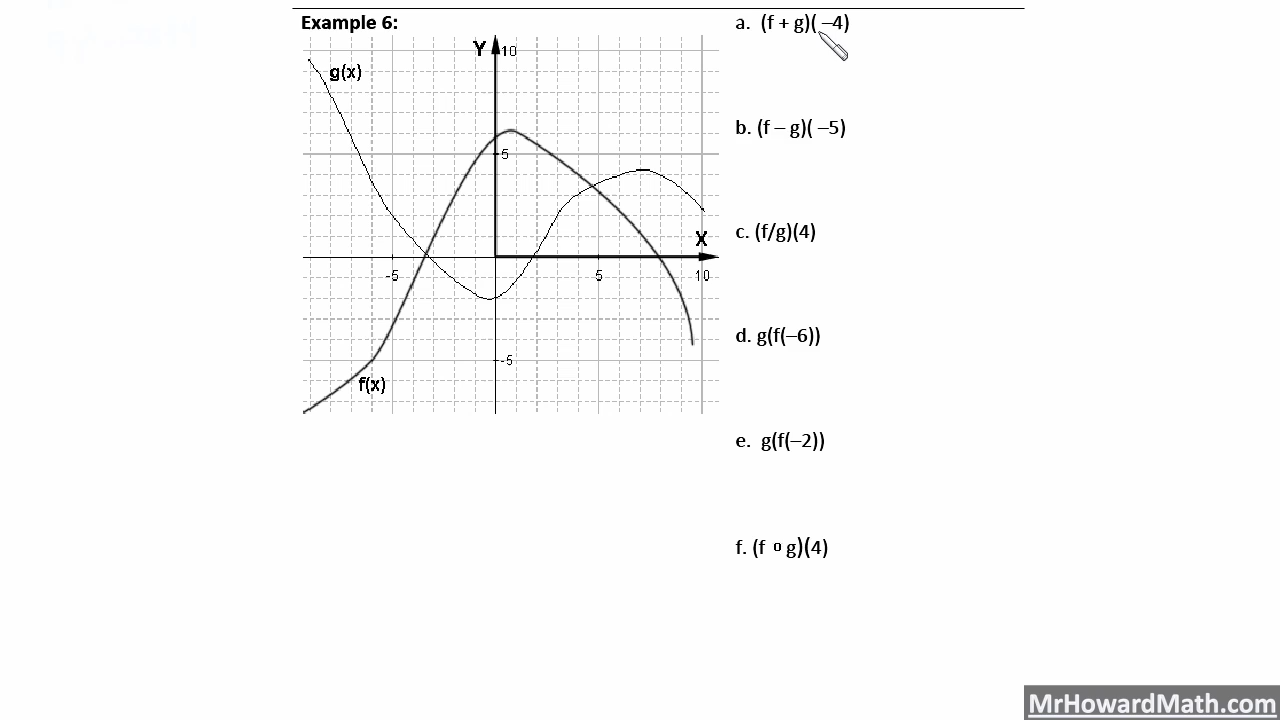 Example 6:
Y
10
g(x)
5
X
-5
5
10
-5
f(x)
a. (f + g)( −4)
b. (f − g)( −5)
c. (f/g)(4)
d. g(f(−6))
e. g(f(−2))
f. (f ∘ g)(4)
MrHowardMath.com